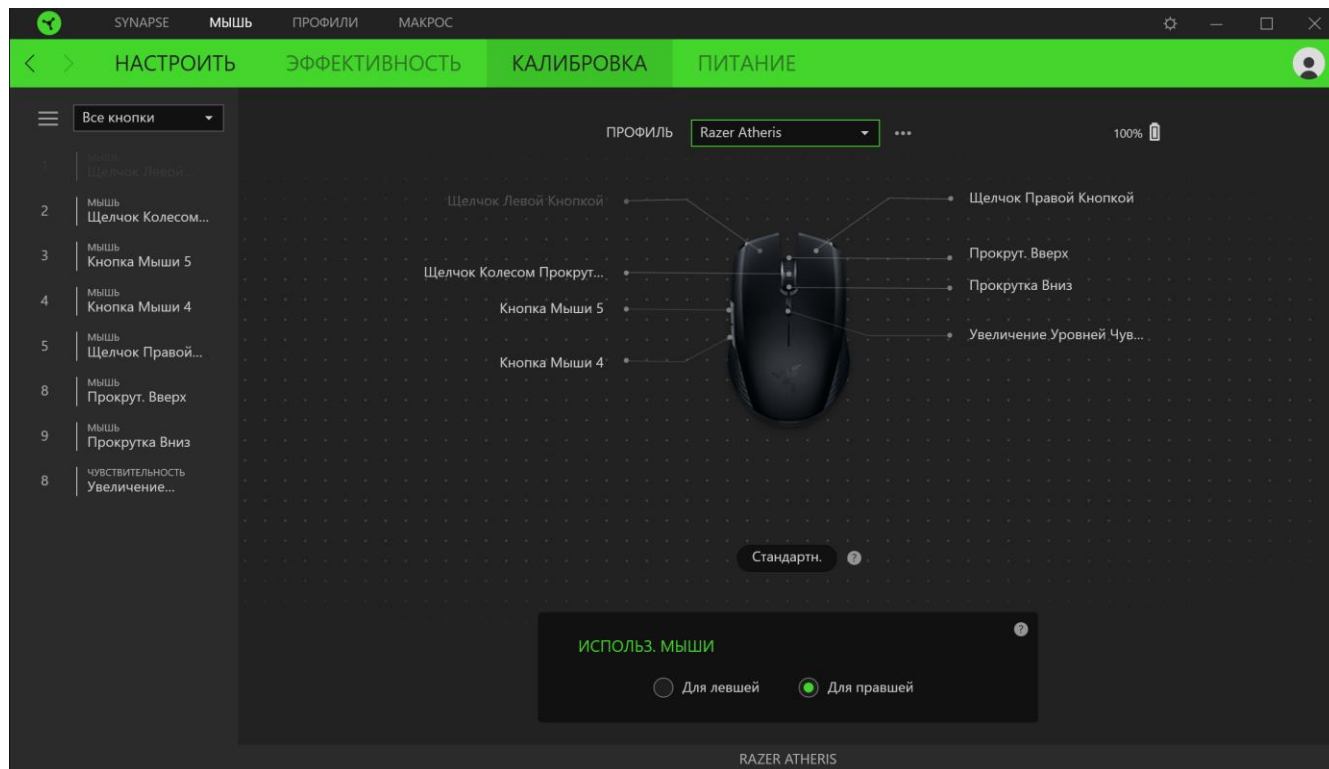 SYNAPSE МЫШЬ ПРОФИЛИ МАКРОС
НАСТРОИТЬ ЭФФЕКТИВНОСТЬ КАЛИБРОВКА ПИТАНИЕ
Все кнопки
ПРОФИЛЬ Razer Atheris 100%
1 МЫШЬ
Щелчок Левой...
2 МЫШЬ
Щелчок Колесом...
3 МЫШЬ
Кнопка Мыши 5
4 МЫШЬ
Кнопка Мыши 4
5 МЫШЬ
Щелчок Правой...
8 МЫШЬ
Прокрут. Вверх
9 МЫШЬ
Прокрутка Вниз
8 ЧУВСТВИТЕЛЬНОСТЬ
Увеличение...
Щелчок Левой Кнопкой
Щелчок Колесом Прокрут...
Кнопка Мыши 5
Кнопка Мыши 4
Щелчок Правой Кнопкой
Прокрут. Вверх
Прокрутка Вниз
Увеличение Уровней Чув...
Стандартн. ?
ИСПОЛЬЗ. МЫШИ ?
Для левшей Для правшей
RAZER ATHERIS